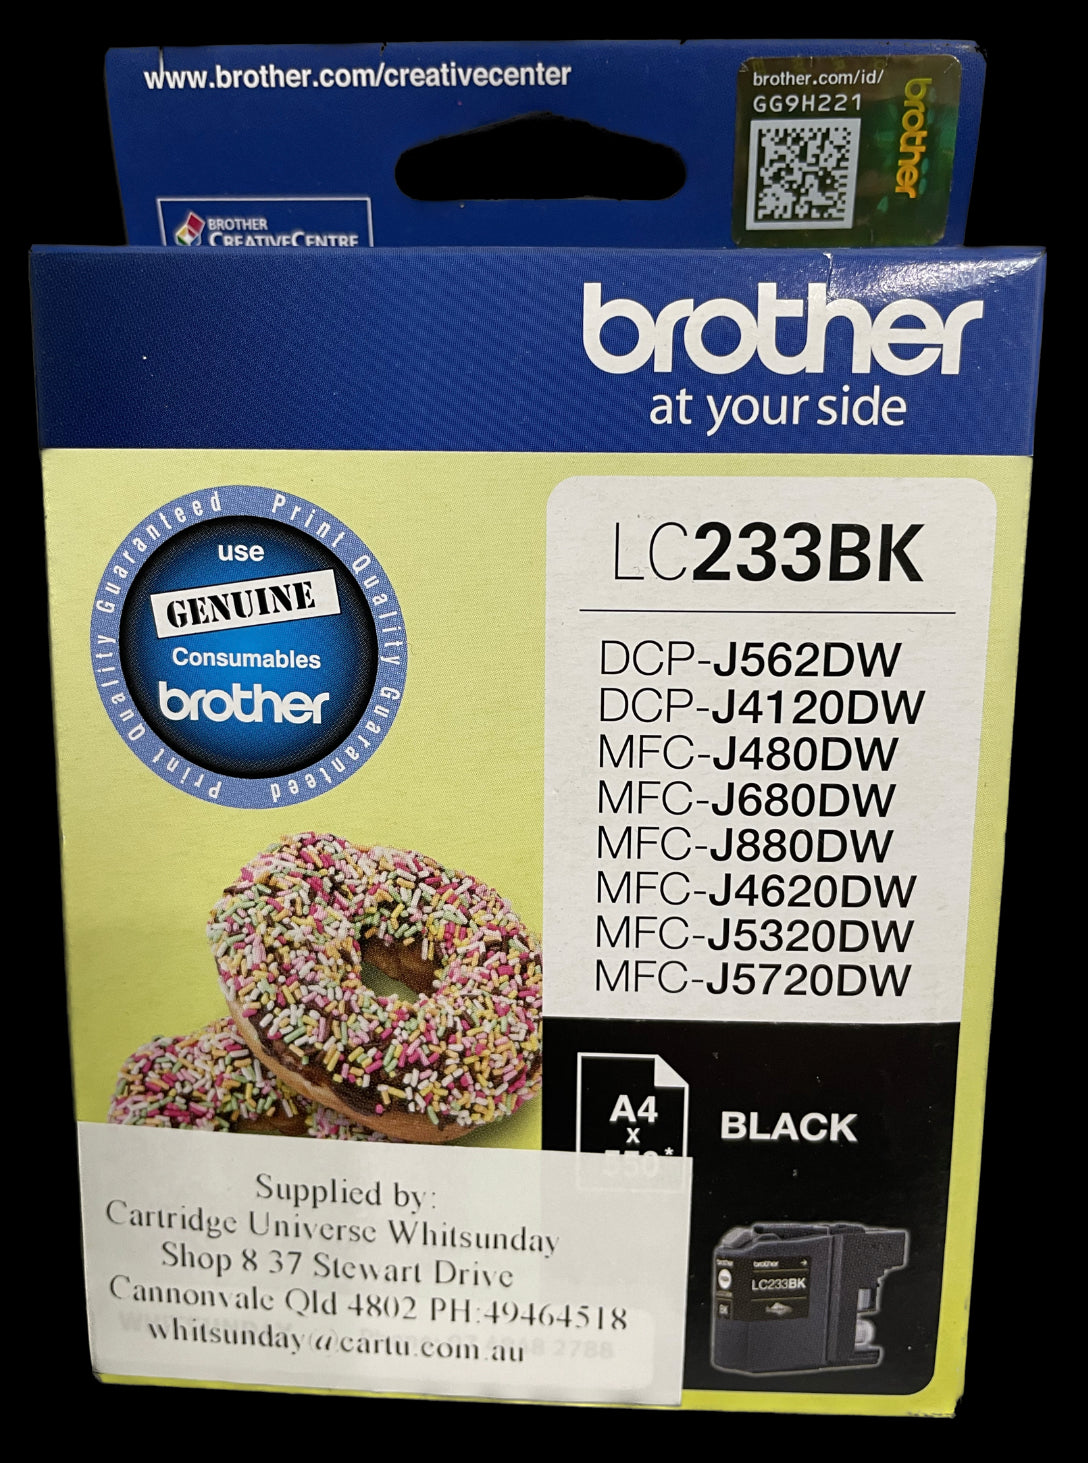 www.brother.com/creativecenter
brother.com/id/
GG9H221
brother
BROTHER
CREATIVECENTRE
brother
at your side
Print Quality Guaranteed Print Quality Guaranteed
use
GENUINE
Consumables
brother
LC233BK
DCP-J562DW
DCP-J4120DW
MFC-J480DW
MFC-J680DW
MFC-J880DW
MFC-J4620DW
MFC-J5320DW
MFC-J5720DW
A4
x
550*
BLACK
brother
LC233BK
BK
Supplied by:
Cartridge Universe Whitsunday
Shop 8 37 Stewart Drive
Cannonvale Qld 4802 PH:49464518
whitsunday@cartu.com.au